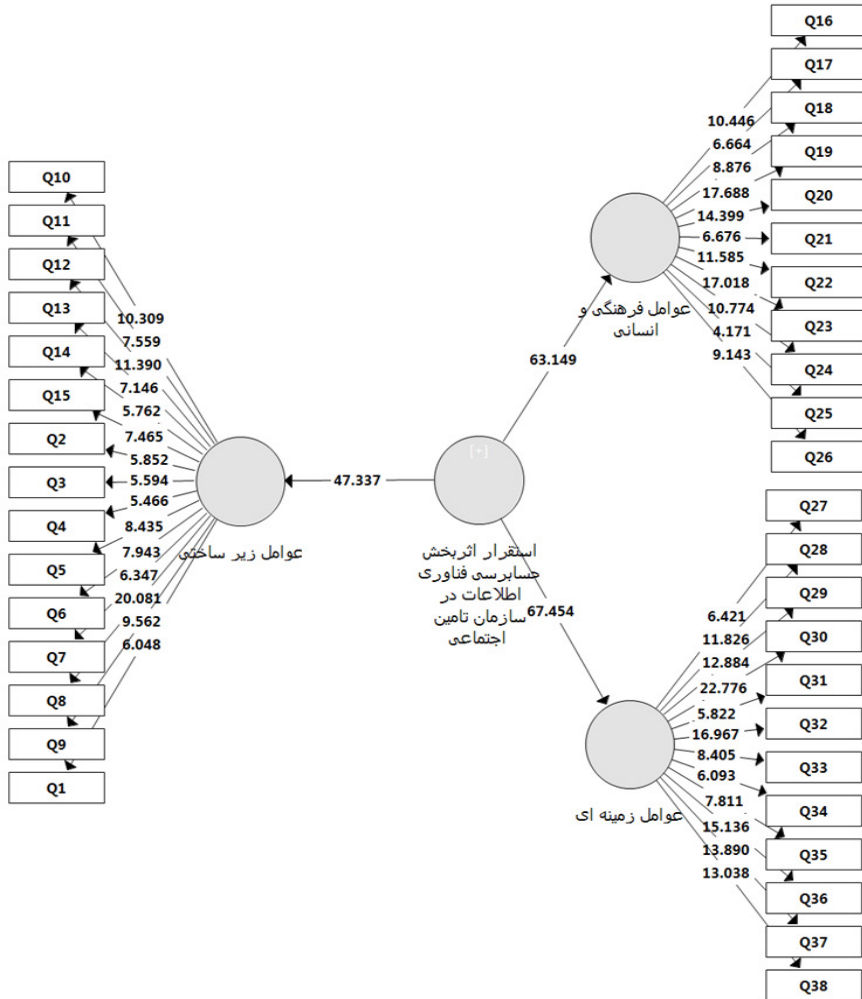 Q16
Q17
Q18
Q19
Q20
Q21
Q22
Q23
Q24
Q25
Q26
10.446
6.664
8.876
17.688
14.399
6.676
11.585
17.018
10.774
4.171
9.143
عوامل فرهنگی و
انسانی
63.149
Q10
Q11
Q12
Q13
Q14
Q15
Q2
Q3
Q4
Q5
Q6
Q7
Q8
Q9
Q1
10.309
7.559
11.390
7.146
5.762
7.465
5.852
5.594
5.466
8.435
7.943
6.347
20.081
9.562
6.048
عوامل زیر ساختی
47.337
[+]
استقرار اثربخش
حسابرسی فناوری
اطلاعات در
سازمان تامین
اجتماعی
67.454
Q27
Q28
Q29
Q30
Q31
Q32
Q33
Q34
Q35
Q36
Q37
Q38
6.421
11.826
12.884
22.776
5.822
16.967
8.405
6.093
7.811
15.136
13.890
13.038
عوامل زمینه ای